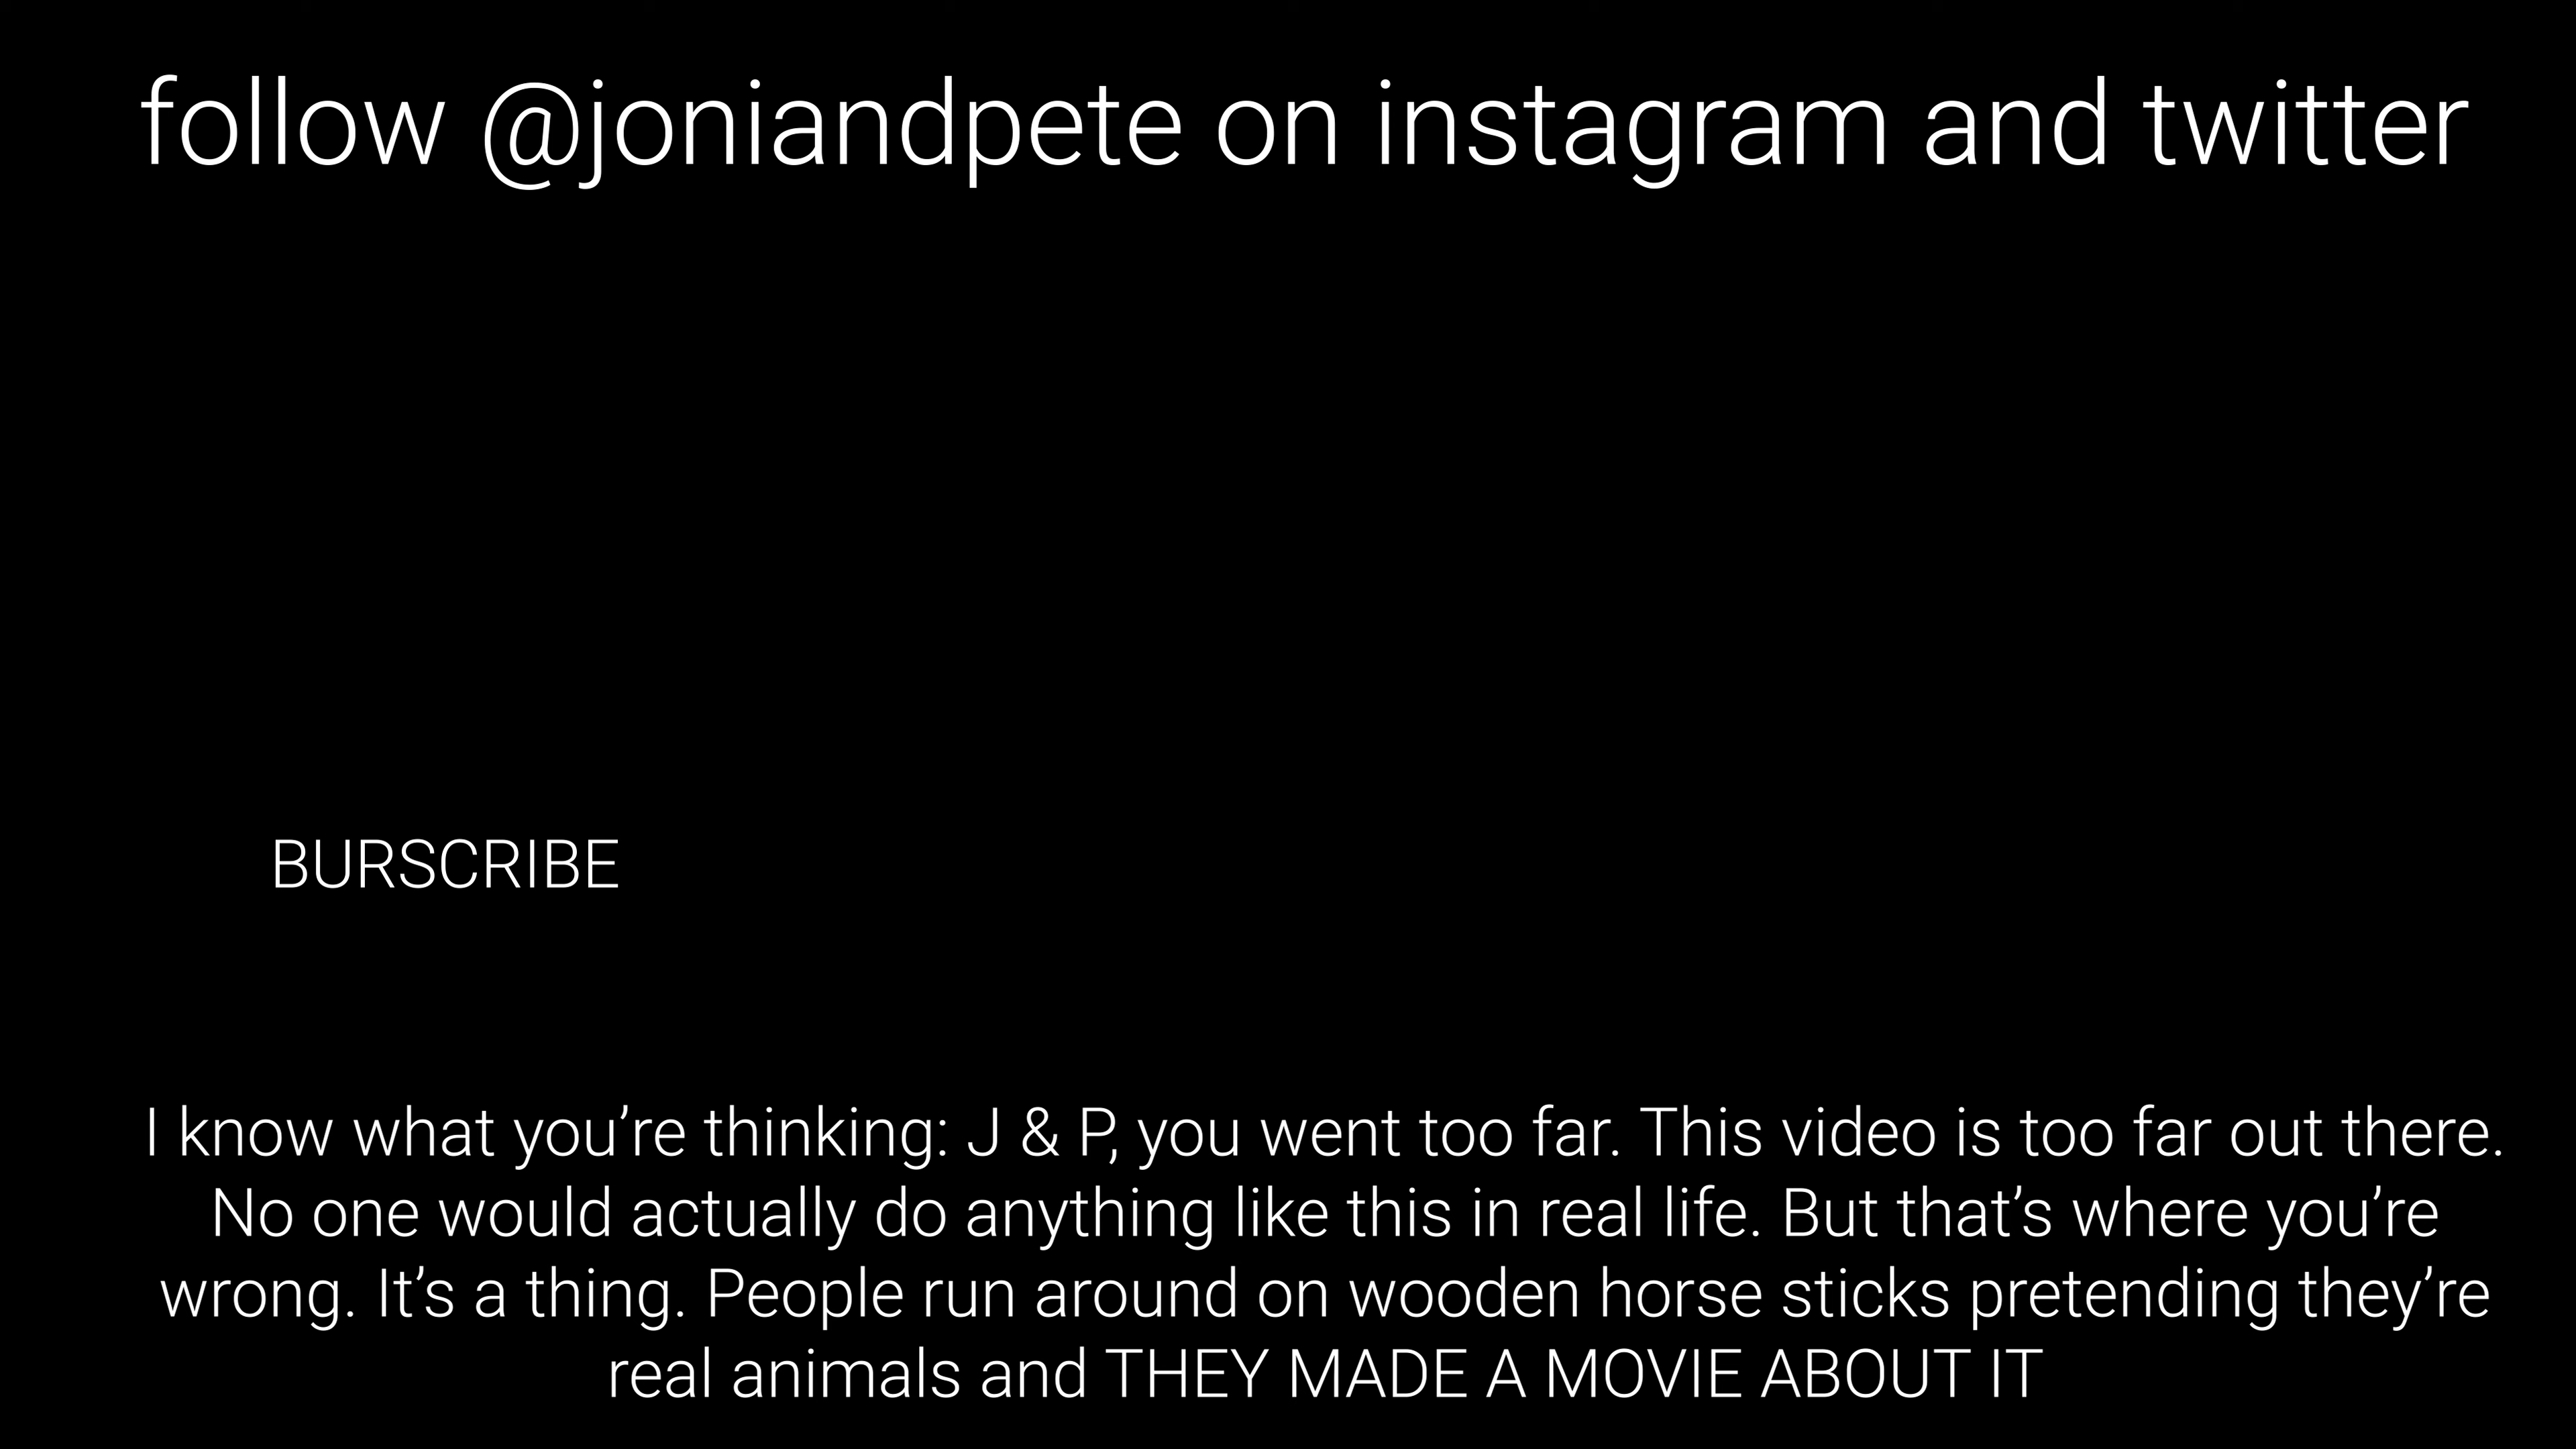 follow @joniandpete on instagram and twitter
BURSCRIBE
I know what you’re thinking: J & P, you went too far. This video is too far out there.
No one would actually do anything like this in real life. But that’s where you’re
wrong. It’s a thing. People run around on wooden horse sticks pretending they’re
real animals and THEY MADE A MOVIE ABOUT IT